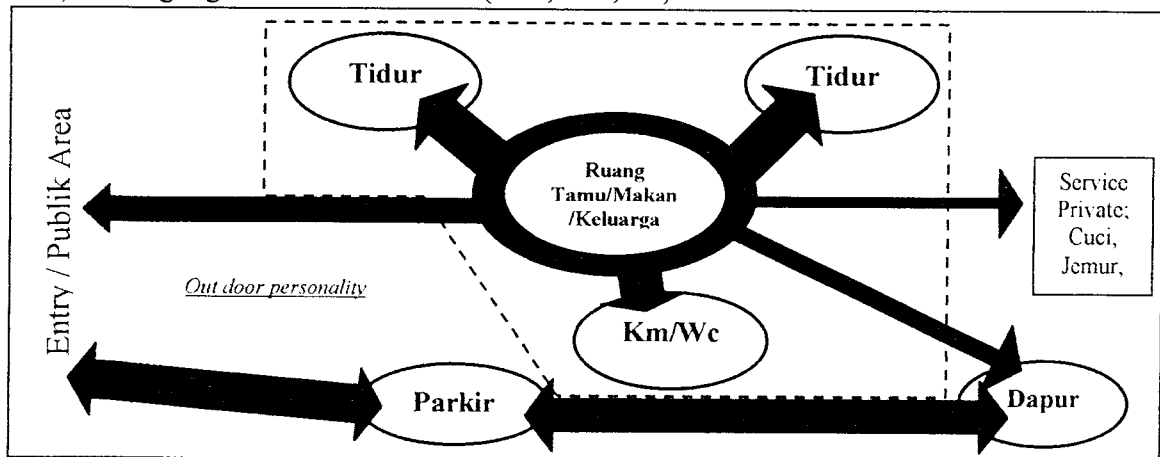 Tidur
Tidur
Ruang
Tamu/Makan
/Keluarga
Service
Private;
Cuci,
Jemur,
Entry / Publik Area
Out door personality
Km/Wc
Parkir
Dapur